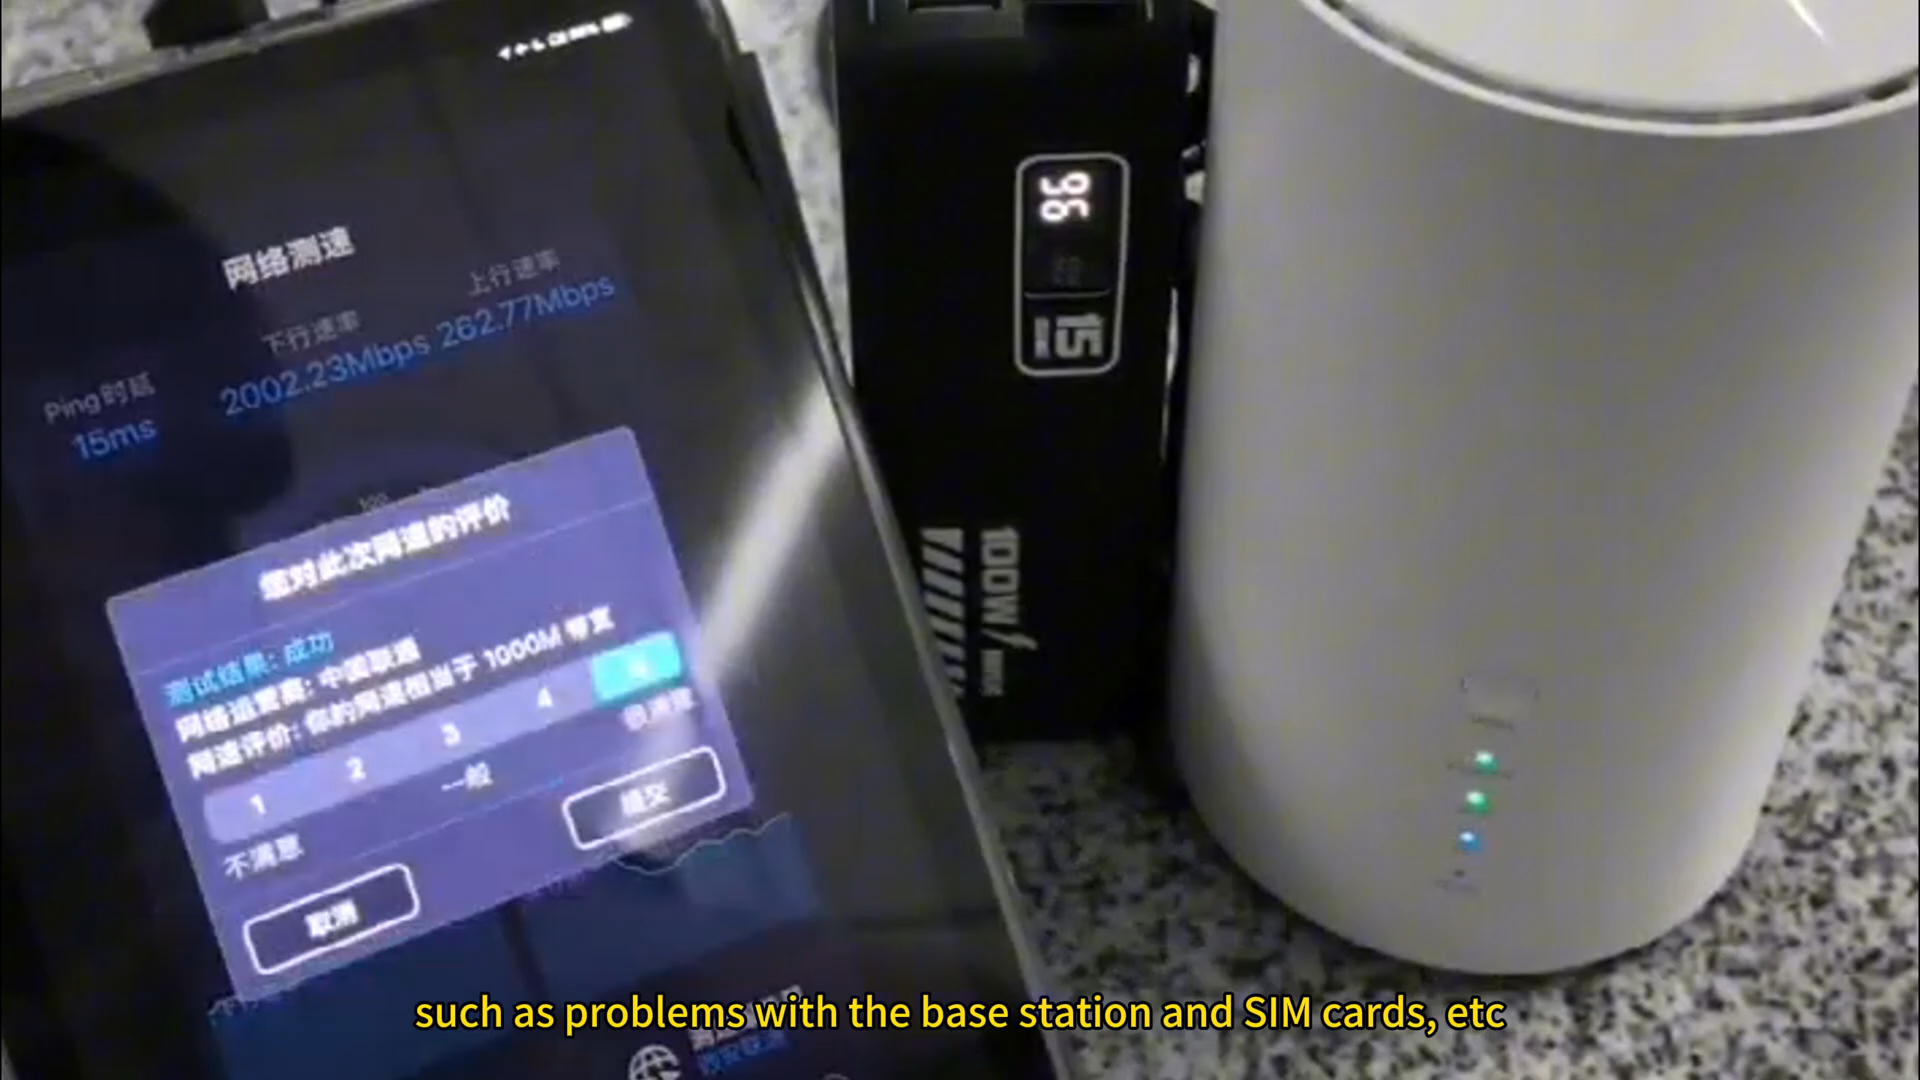 网络测速
上行速率
262.77Mbps
下行速率
2002.23Mbps
Ping时延
15ms
您对此次网速的评价
测试结果: 成功
网络运营商: 中国联通
网速评价: 你的网速相当于 1000M 带宽
1 2 3 4
不满意 一般 很满意
取消 提交
96
15
100W
such as problems with the base station and SIM cards, etc